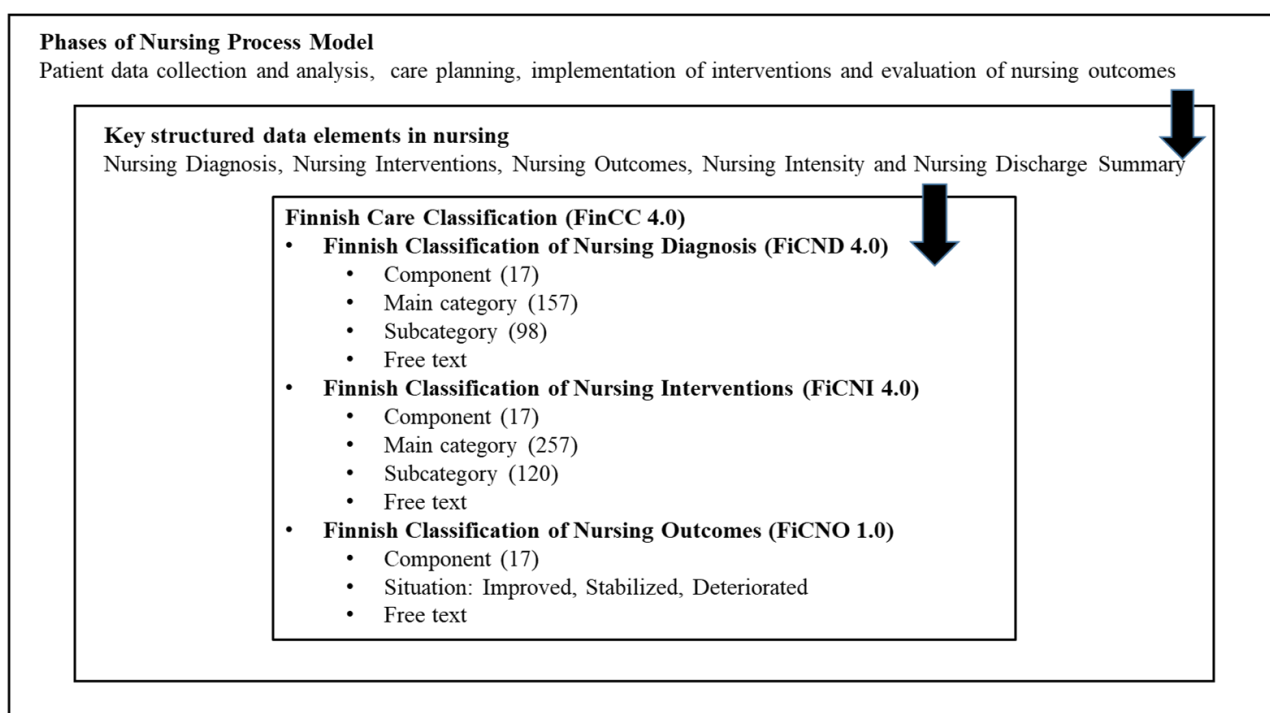 Phases of Nursing Process Model
Patient data collection and analysis, care planning, implementation of interventions and evaluation of nursing outcomes
Key structured data elements in nursing
Nursing Diagnosis, Nursing Interventions, Nursing Outcomes, Nursing Intensity and Nursing Discharge Summary
Finnish Care Classification (FinCC 4.0)
• Finnish Classification of Nursing Diagnosis (FiCND 4.0)
• Component (17)
• Main category (157)
• Subcategory (98)
• Free text
• Finnish Classification of Nursing Interventions (FiCNI 4.0)
• Component (17)
• Main category (257)
• Subcategory (120)
• Free text
• Finnish Classification of Nursing Outcomes (FiCNO 1.0)
• Component (17)
• Situation: Improved, Stabilized, Deteriorated
• Free text